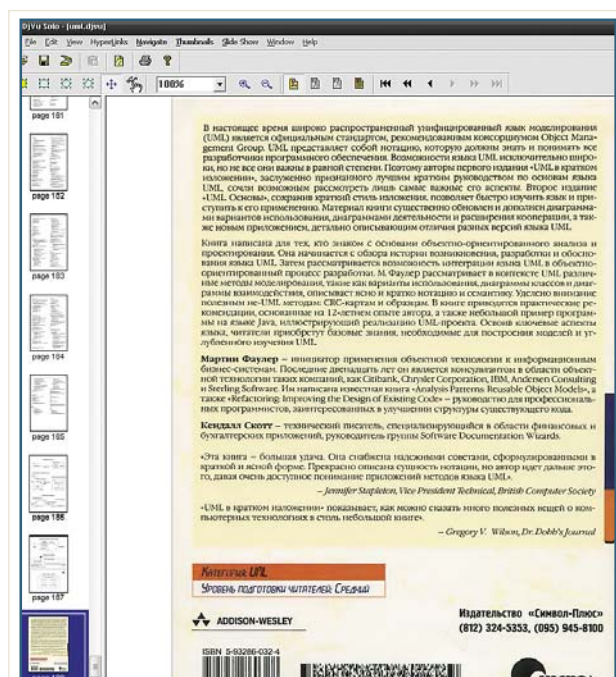 DjVu Solo - [uml.djvu]
File Edit View HyperLinks Navigate Thumbnails Slide Show Window Help
100%
page 181
page 182
page 183
page 184
page 185
page 186
page 187
В настоящее время широко распространенный унифицированный язык моделирования
(UML) является официальным стандартом, рекомендованным консорциумом Object Mana-
gement Group. UML представляет собой нотацию, которую должны знать и понимать все
разработчики программного обеспечения. Возможности языка UML исключительно широ-
ки, но не все они важны в равной степени. Поэтому авторы первого издания «UML в кратком
изложении», заслуженно признанного лучшим кратким руководством по основам языка
UML, сочли возможным рассмотреть лишь самые важные его аспекты. Второе издание
«UML Основы», сохранив краткий стиль изложения, позволяет быстро изучить язык и при-
ступить к его применению. Материал книги существенно обновлен и дополнен диаграмма-
ми вариантов использования, диаграммами деятельности и расширения кооперации, а так-
же новым приложением, детально описывающим отличия разных версий языка UML.
Книга написана для тех, кто знаком с основами объектно-ориентированного анализа и
проектирования. Она начинается с обзора истории возникновения, разработки и обосно-
вания языка UML. Затем рассматривается возможность интеграции языка UML в объектно-
ориентированный процесс разработки. М. Фаулер рассматривает в контексте UML различ-
ные методы моделирования, такие как варианты использования, диаграммы классов и диаг-
раммы взаимодействия, описывает ясно и кратко нотацию и семантику. Уделено внимание
полезным не-UML методам: CRC-картам и образцам. В книге приводятся практические ре-
комендации, основанные на 12-летнем опыте автора, а также небольшой пример програм-
мы на языке Java, иллюстрирующий реализацию UML-проекта. Освоив ключевые аспекты
языка, читатели приобретут базовые знания, необходимые для построения моделей и уг-
лубленного изучения UML.
Мартин Фаулер – инициатор применения объектной технологии к информационным
бизнес-системам. Последние двенадцать лет он является консультантом в области объект-
ной технологии таких компаний, как Citibank, Chrysler Corporation, IBM, Andersen Consulting
и Sterling Software. Им написана известная книга «Analysis Patterns: Reusable Object Models», а
также «Refactoring: Improving the Design of Existing Code» – руководство для профессиональ-
ных программистов, заинтересованных в улучшении структуры существующего кода.
Кендалл Скотт – технический писатель, специализирующийся в области финансовых и
бухгалтерских приложений, руководитель группы Software Documentation Wizards.
«Эта книга – большая удача. Она снабжена надежными советами, сформулированными в
краткой и ясной форме. Прекрасно описана сущность нотации, но автор идет дальше это-
го, давая очень доступное понимание приложений методов языка UML».
– Jennifer Stapleton, Vice President Technical, British Computer Society
«UML в кратком изложении» показывает, как можно сказать много полезных вещей о ком-
пьютерных технологиях в столь небольшой книге».
– Gregory V. Wilson, Dr. Dobb's Journal
Категория: UML
Уровень подготовки читателей: Средний
ADDISON-WESLEY
Издательство «Символ-Плюс»
(812) 324-5353, (095) 945-8100
ISBN 5-93286-032-4